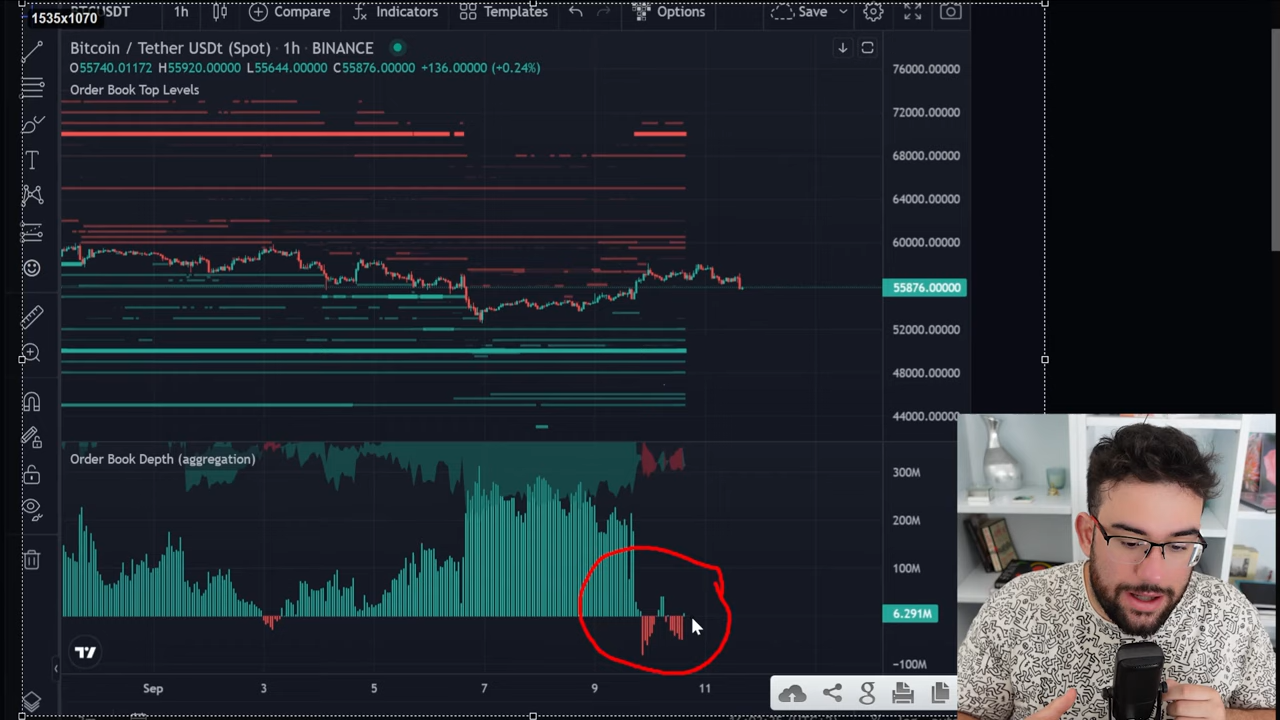 1535x1070
1h
Compare
Indicators
Templates
Options
Save
Bitcoin / Tether USDt (Spot) · 1h · BINANCE
O55740.01172 H55920.00000 L55644.00000 C55876.00000 +136.00000 (+0.24%)
Order Book Top Levels
76000.00000
72000.00000
68000.00000
64000.00000
60000.00000
55876.00000
52000.00000
48000.00000
44000.00000
Order Book Depth (aggregation)
300M
200M
100M
6.291M
−100M
Sep
3
5
7
9
11